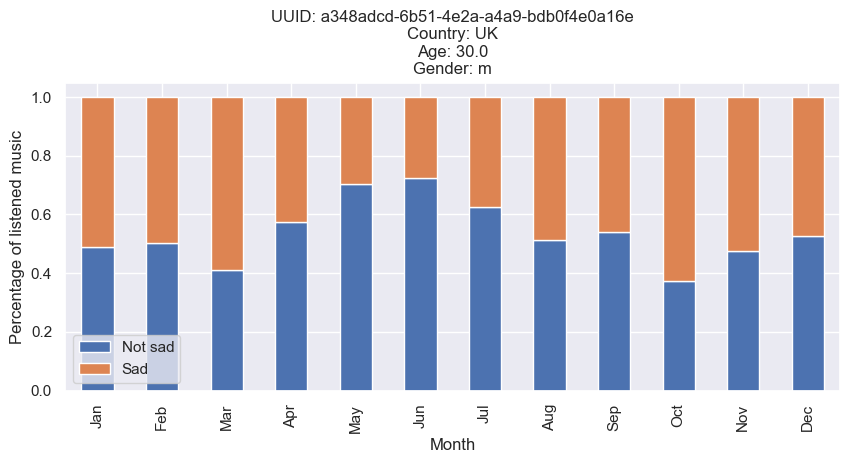 UUID: a348adcd-6b51-4e2a-a4a9-bdb0f4e0a16e
Country: UK
Age: 30.0
Gender: m
Percentage of listened music
1.0
0.8
0.6
0.4
0.2
0.0
Not sad
Sad
Jan Feb Mar Apr May Jun Jul Aug Sep Oct Nov Dec
Month